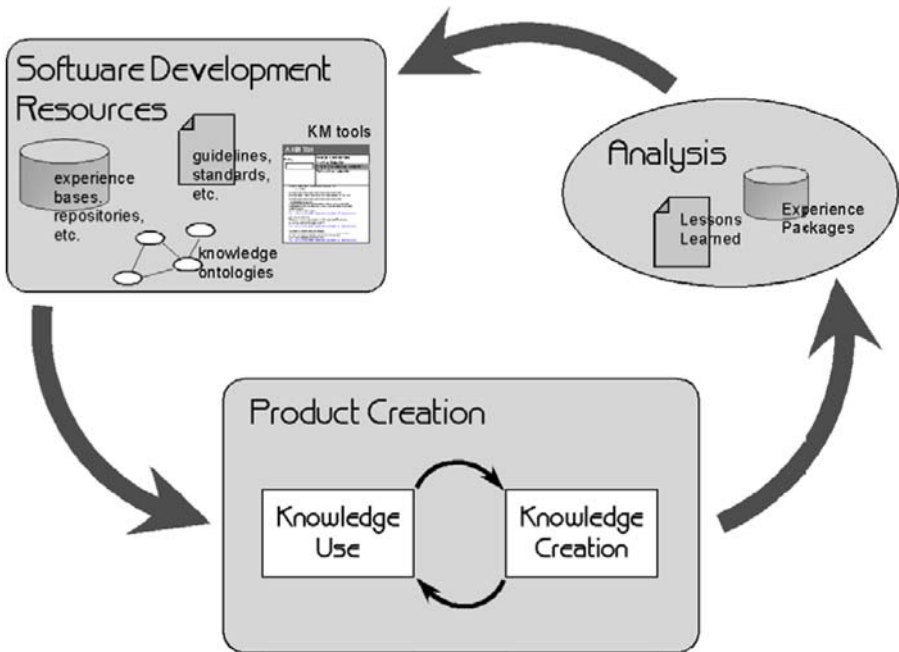 Software Development
Resources
KM tools
experience
bases,
repositories,
etc.
guidelines,
standards,
etc.
knowledge
ontologies
Analysis
Lessons
Learned
Experience
Packages
Product Creation
Knowledge
Use
Knowledge
Creation